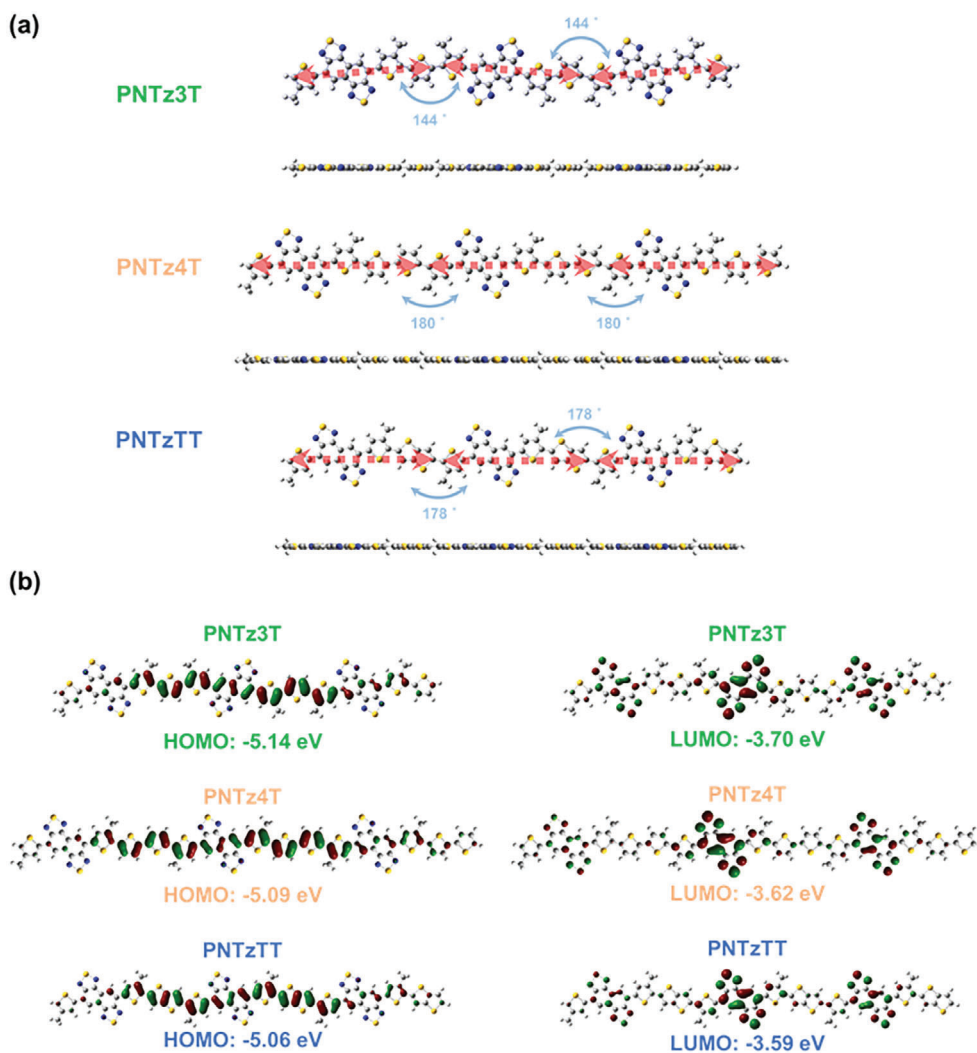 (a)
144 °
PNTz3T
144 °
PNTz4T
180 ° 180 °
PNTzTT
178 °
178 °
(b)
PNTz3T PNTz3T
HOMO: -5.14 eV LUMO: -3.70 eV
PNTz4T PNTz4T
HOMO: -5.09 eV LUMO: -3.62 eV
PNTzTT PNTzTT
HOMO: -5.06 eV LUMO: -3.59 eV